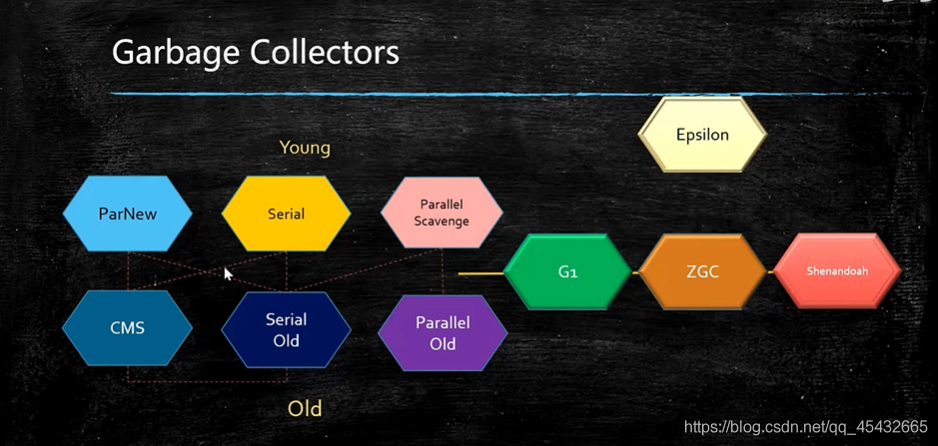 Garbage Collectors
Epsilon
Young
ParNew
Serial
Parallel
Scavenge
G1
ZGC
Shenandoah
CMS
Serial
Old
Parallel
Old
Old
https://blog.csdn.net/qq_45432665